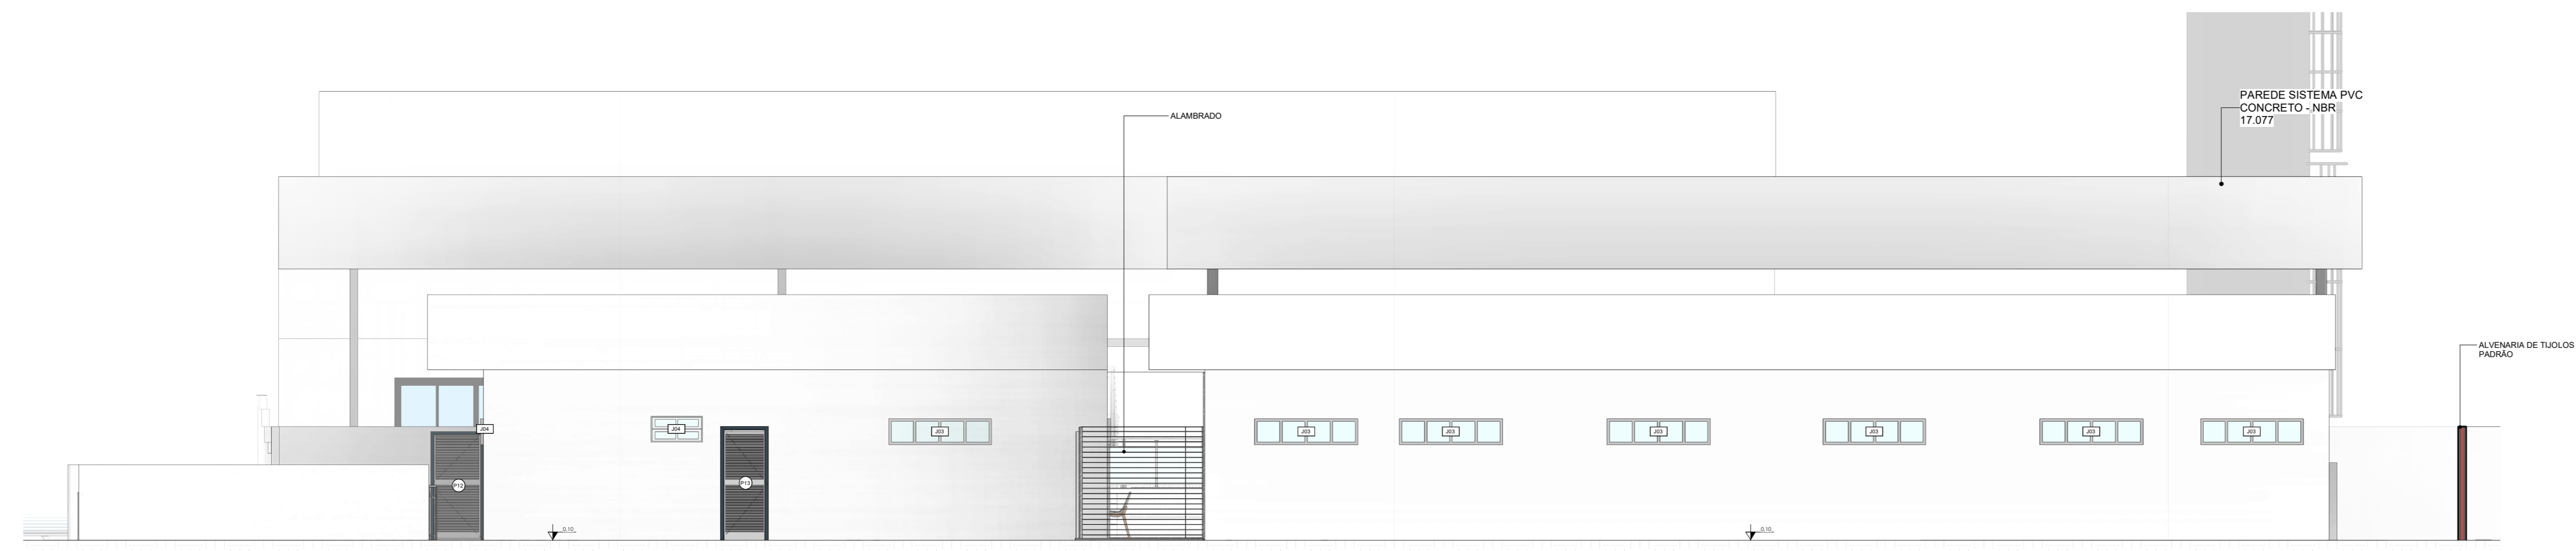 PAREDE SISTEMA PVC
CONCRETO - NBR
17.077
ALAMBRADO
ALVENARIA DE TIJOLOS
PADRÃO
J04
J04
J03
J03
J03
J03
J03
J03
J03
P12
P13
0,10
0,10